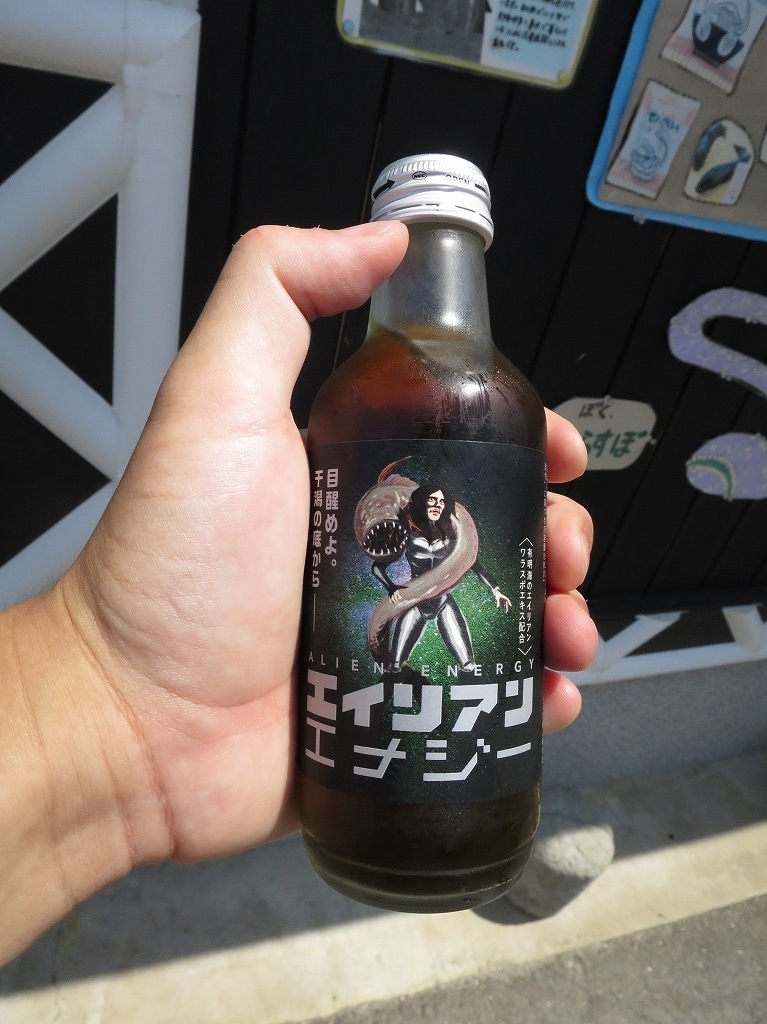 OPEN
ぼく、
らすぼ
目醒めよ。
干潟の底から――
〈有明海のエイリアン
ワラスボエキス配合〉
ALIEN ENERGY
エイリアン
エナジー